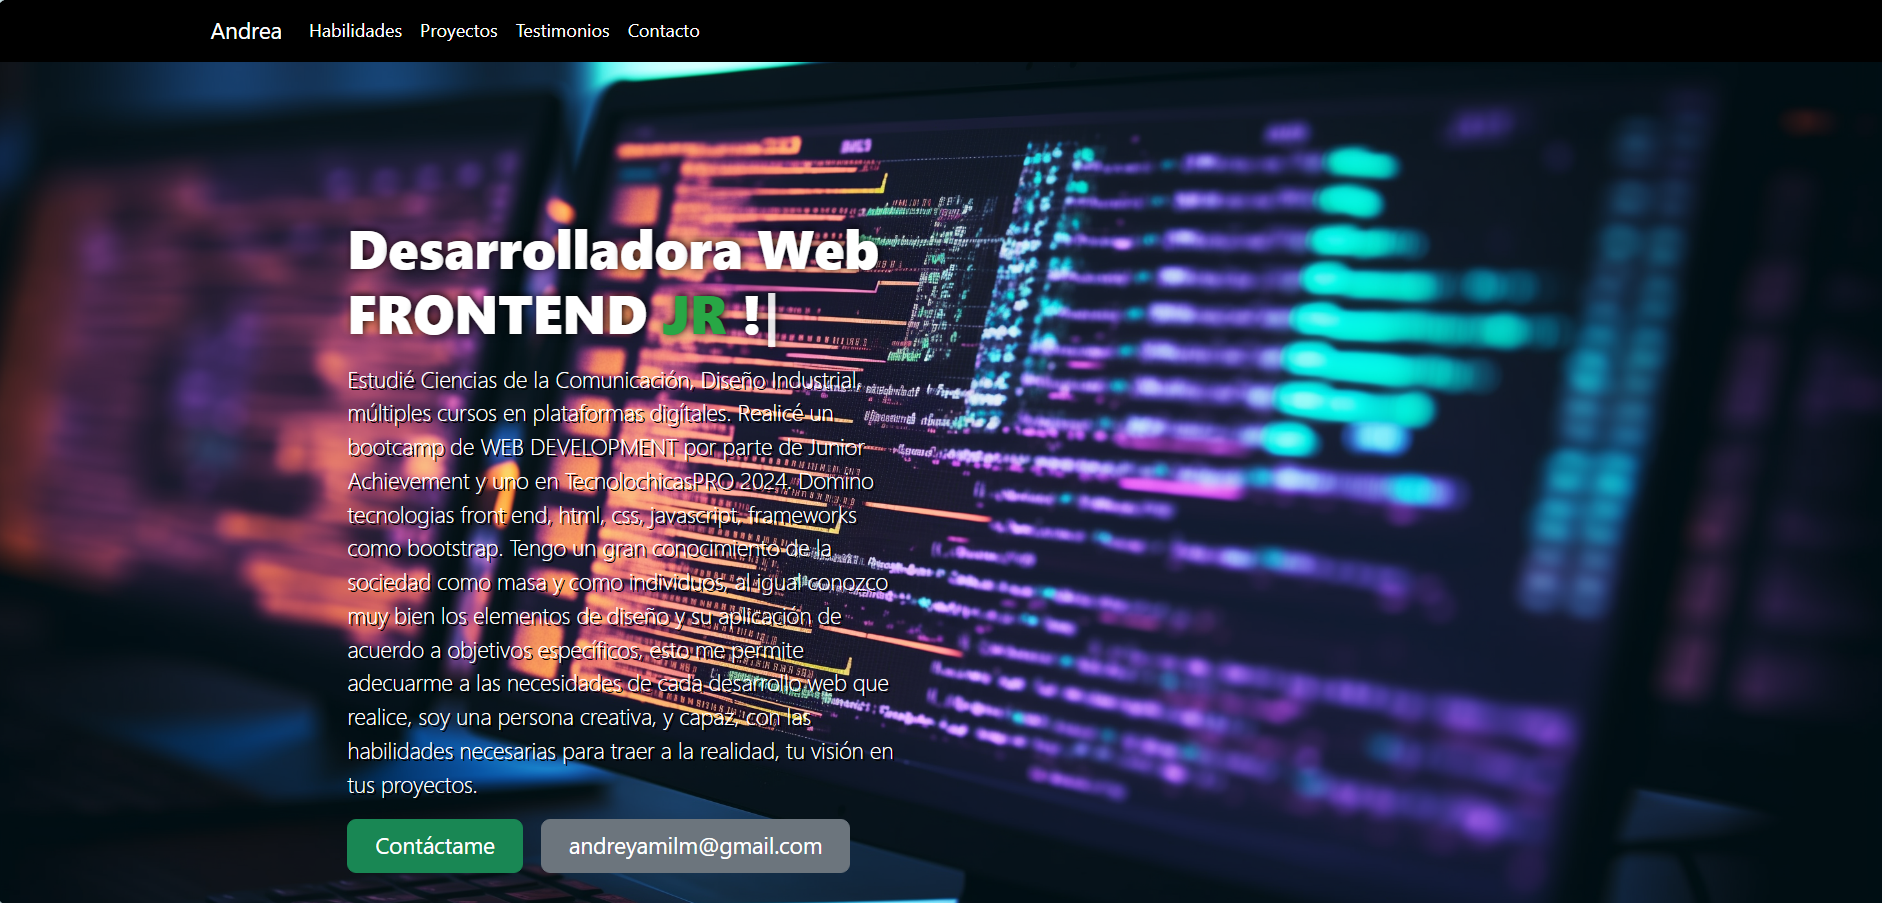 Andrea Habilidades Proyectos Testimonios Contacto
Desarrolladora Web
FRONTEND JR !
Estudié Ciencias de la Comunicación, Diseño Industrial,
múltiples cursos en plataformas digítales. Realicé un
bootcamp de WEB DEVELOPMENT por parte de Junior
Achievement y uno en TecnolochicasPRO 2024. Domino
tecnologias front end, html, css, javascript, frameworks
como bootstrap. Tengo un gran conocimiento de la
sociedad como masa y como individuos, al igual conozco
muy bien los elementos de diseño y su aplicación de
acuerdo a objetivos específicos, esto me permite
adecuarme a las necesidades de cada desarrollo web que
realice, soy una persona creativa, y capaz, con las
habilidades necesarias para traer a la realidad, tu visión en
tus proyectos.
Contáctame andreyamilm@gmail.com